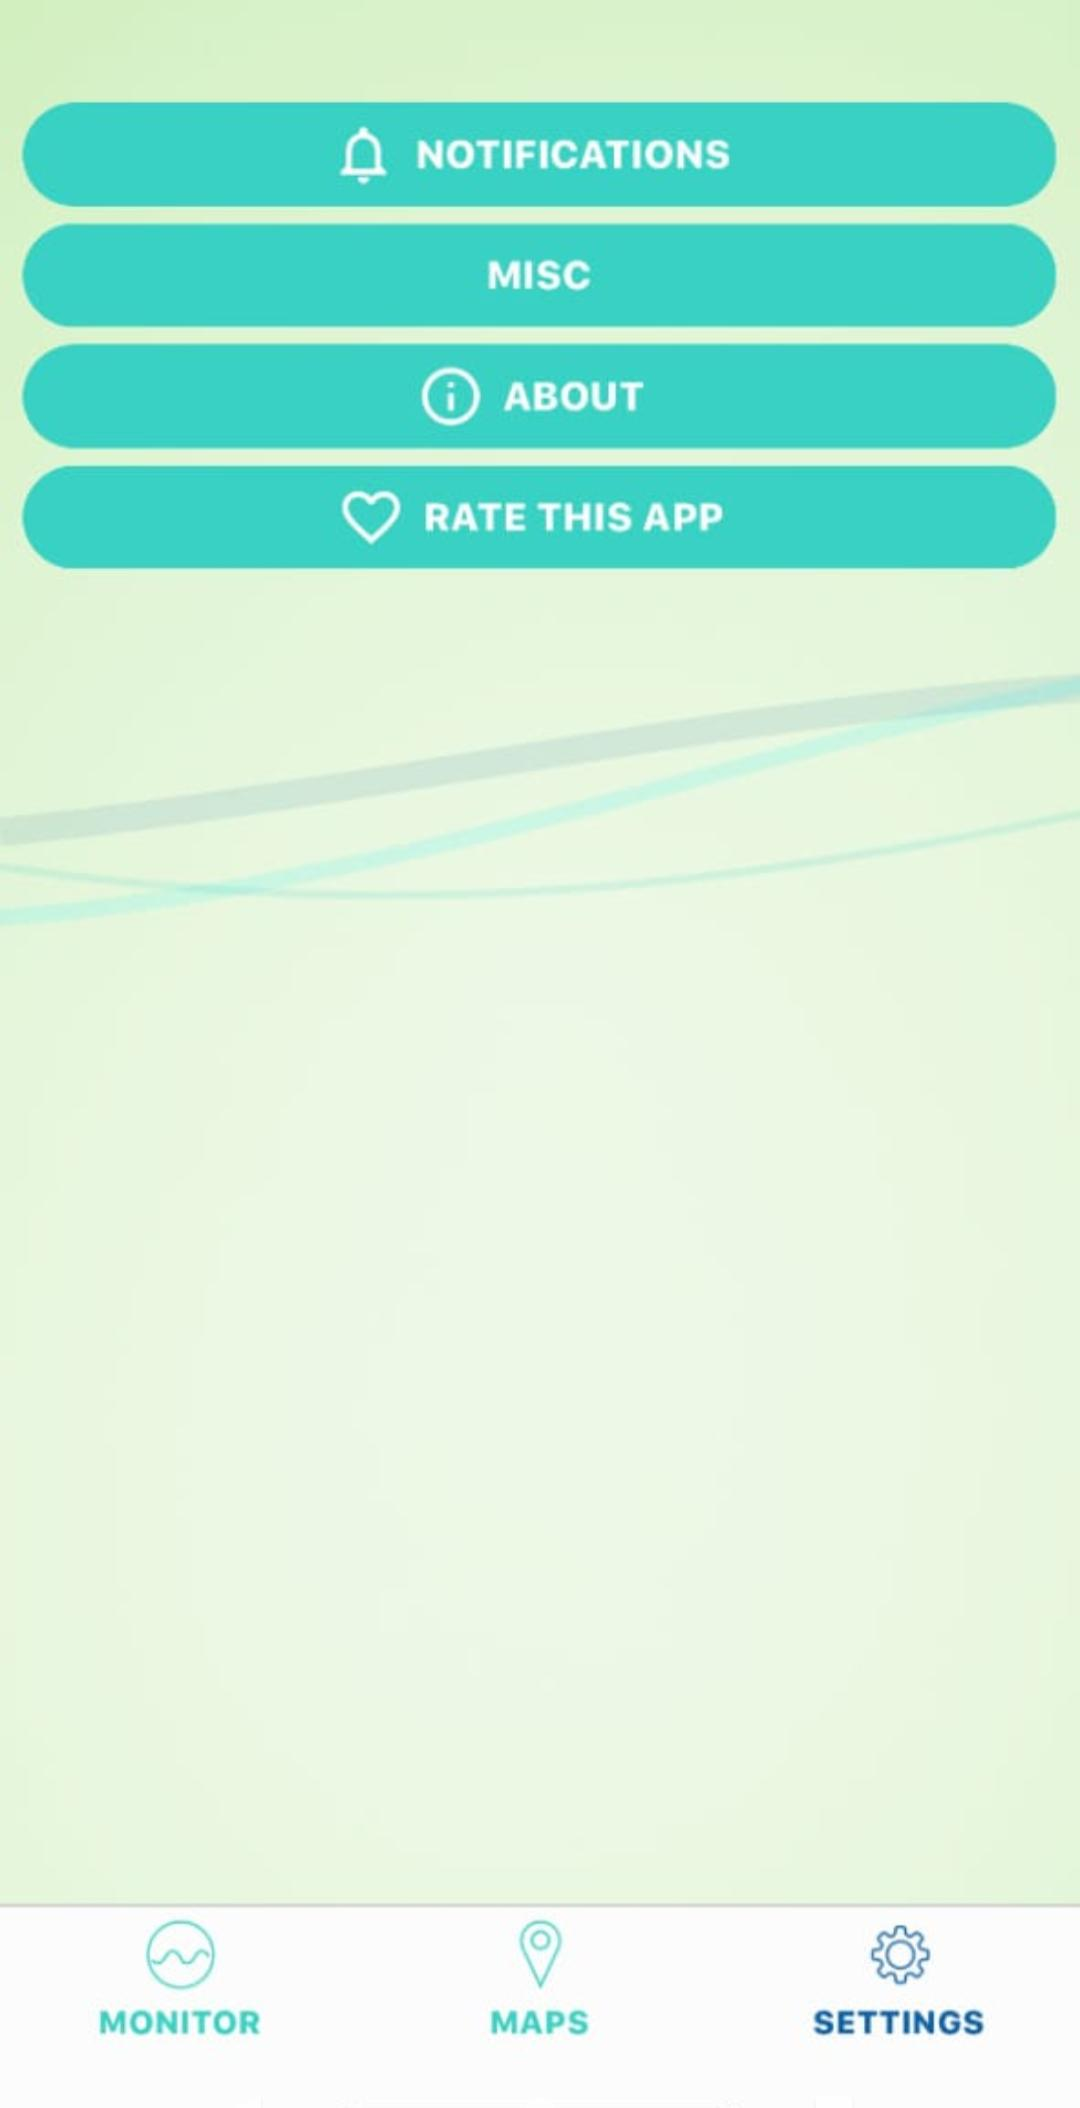 NOTIFICATIONS
MISC
ABOUT
RATE THIS APP
MONITOR
MAPS
SETTINGS